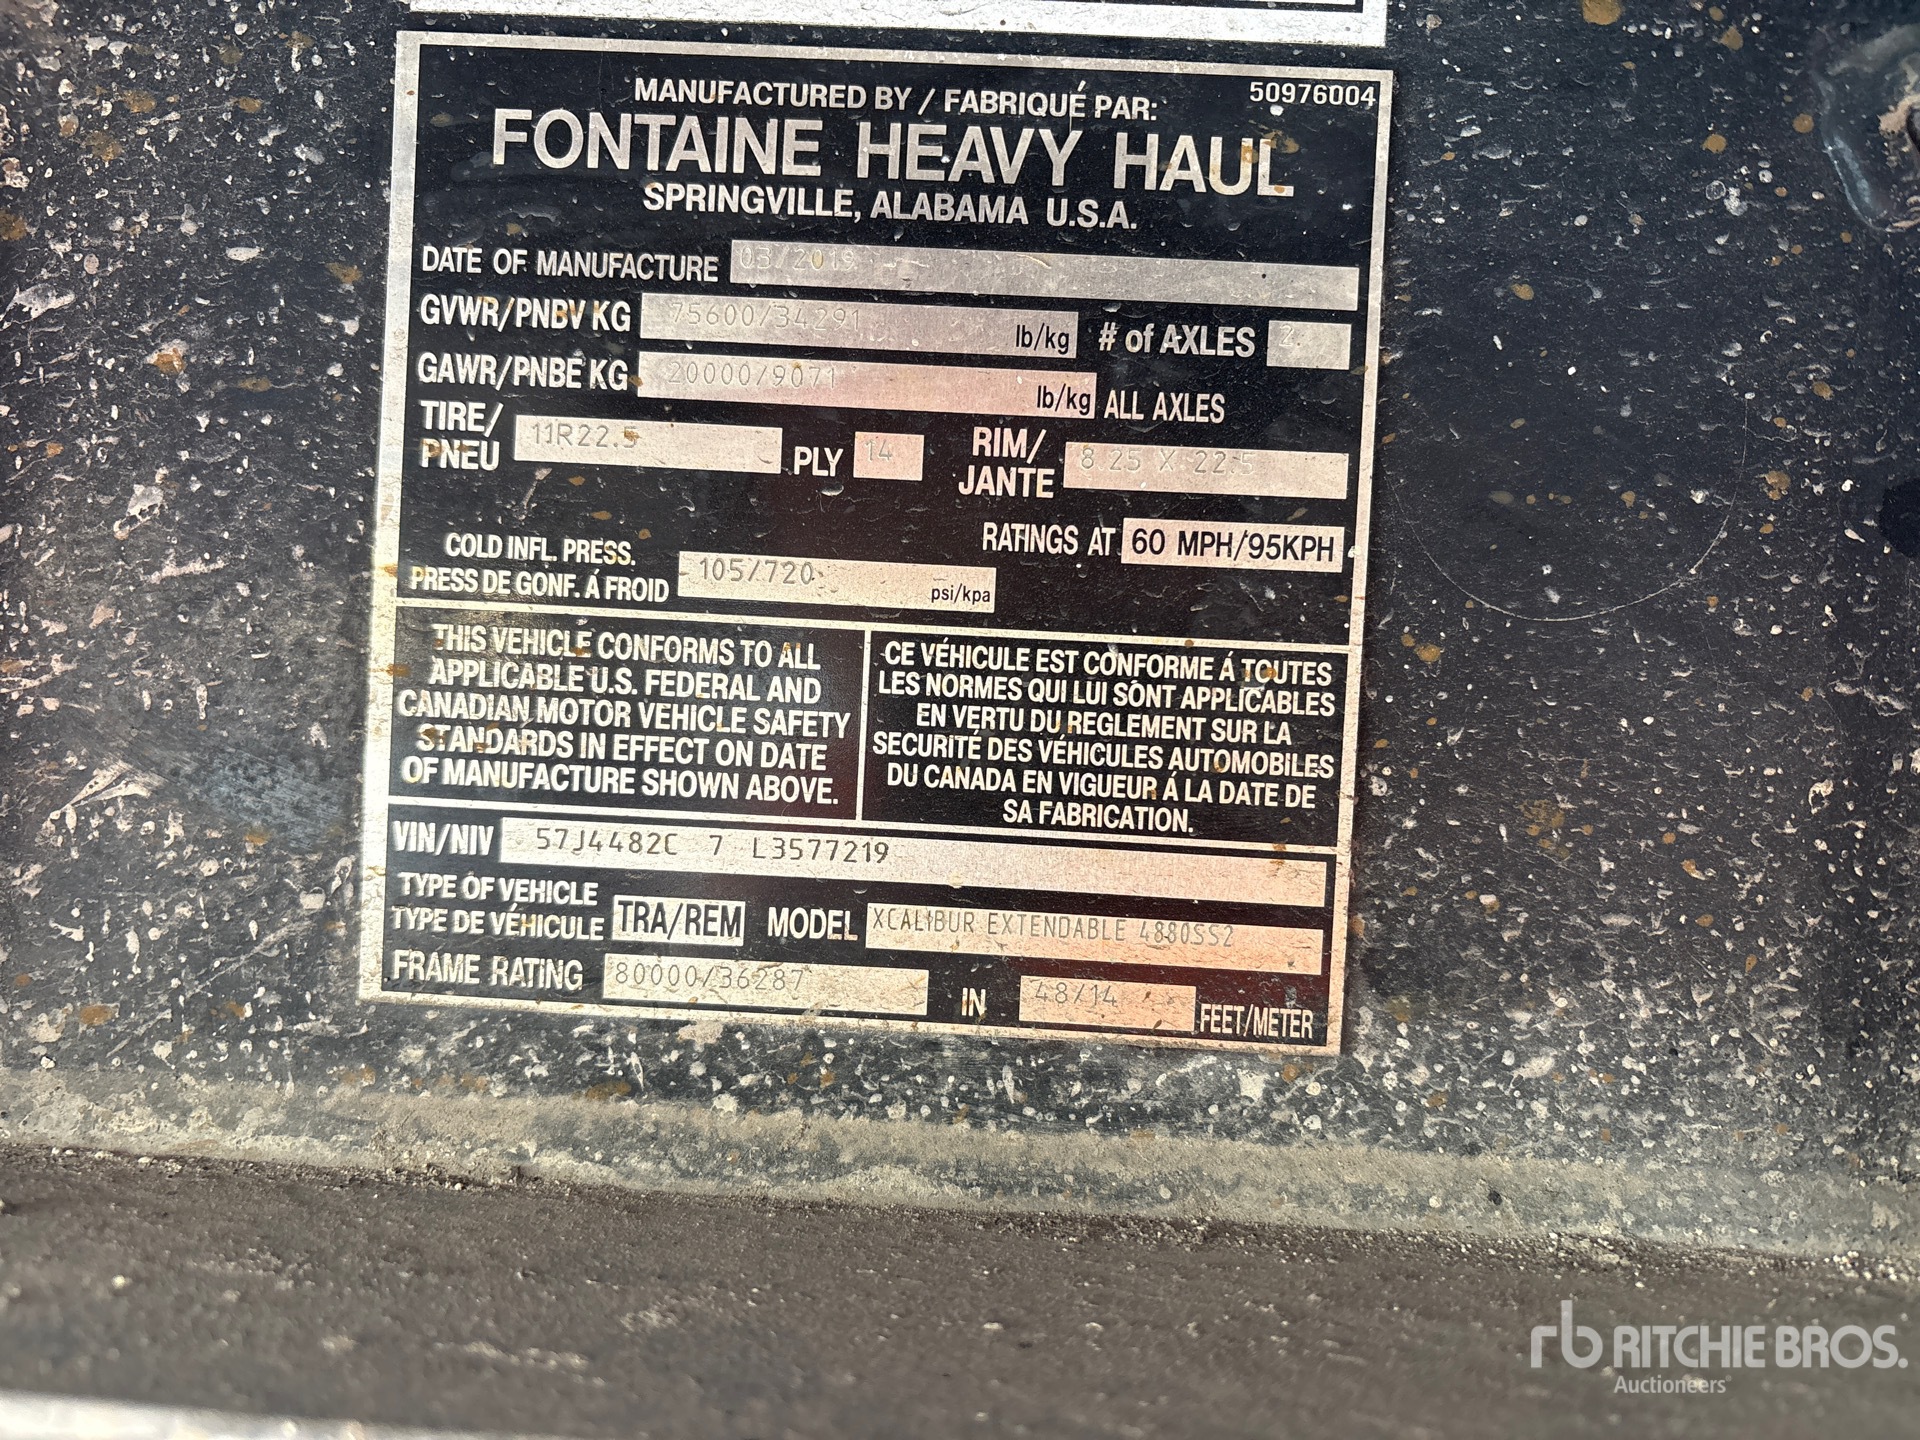 MANUFACTURED BY / FABRIQUÉ PAR:
50976004
FONTAINE HEAVY HAUL
SPRINGVILLE, ALABAMA U.S.A.
DATE OF MANUFACTURE 03/2019
GVWR/PNBV KG 75600/34291 lb/kg # of AXLES 2
GAWR/PNBE KG 20000/9071 lb/kg ALL AXLES
TIRE/
PNEU 11R22.5 PLY 14 RIM/
JANTE 8.25 X 22.5
RATINGS AT 60 MPH/95KPH
COLD INFL. PRESS.
PRESS DE GONF. Á FROID 105/720 psi/kpa
THIS VEHICLE CONFORMS TO ALL
APPLICABLE U.S. FEDERAL AND
CANADIAN MOTOR VEHICLE SAFETY
STANDARDS IN EFFECT ON DATE
OF MANUFACTURE SHOWN ABOVE.
CE VÉHICULE EST CONFORME Á TOUTES
LES NORMES QUI LUI SONT APPLICABLES
EN VERTU DU REGLEMENT SUR LA
SECURITÉ DES VÉHICULES AUTOMOBILES
DU CANADA EN VIGUEUR Á LA DATE DE
SA FABRICATION.
VIN/NIV 57J4482C 7 L3577219
TYPE OF VEHICLE
TYPE DE VÉHICULE TRA/REM MODEL XCALIBUR EXTENDABLE 4880SS2
FRAME RATING 80000/36287 IN 48/14 FEET/METER
rb RITCHIE BROS.
Auctioneers